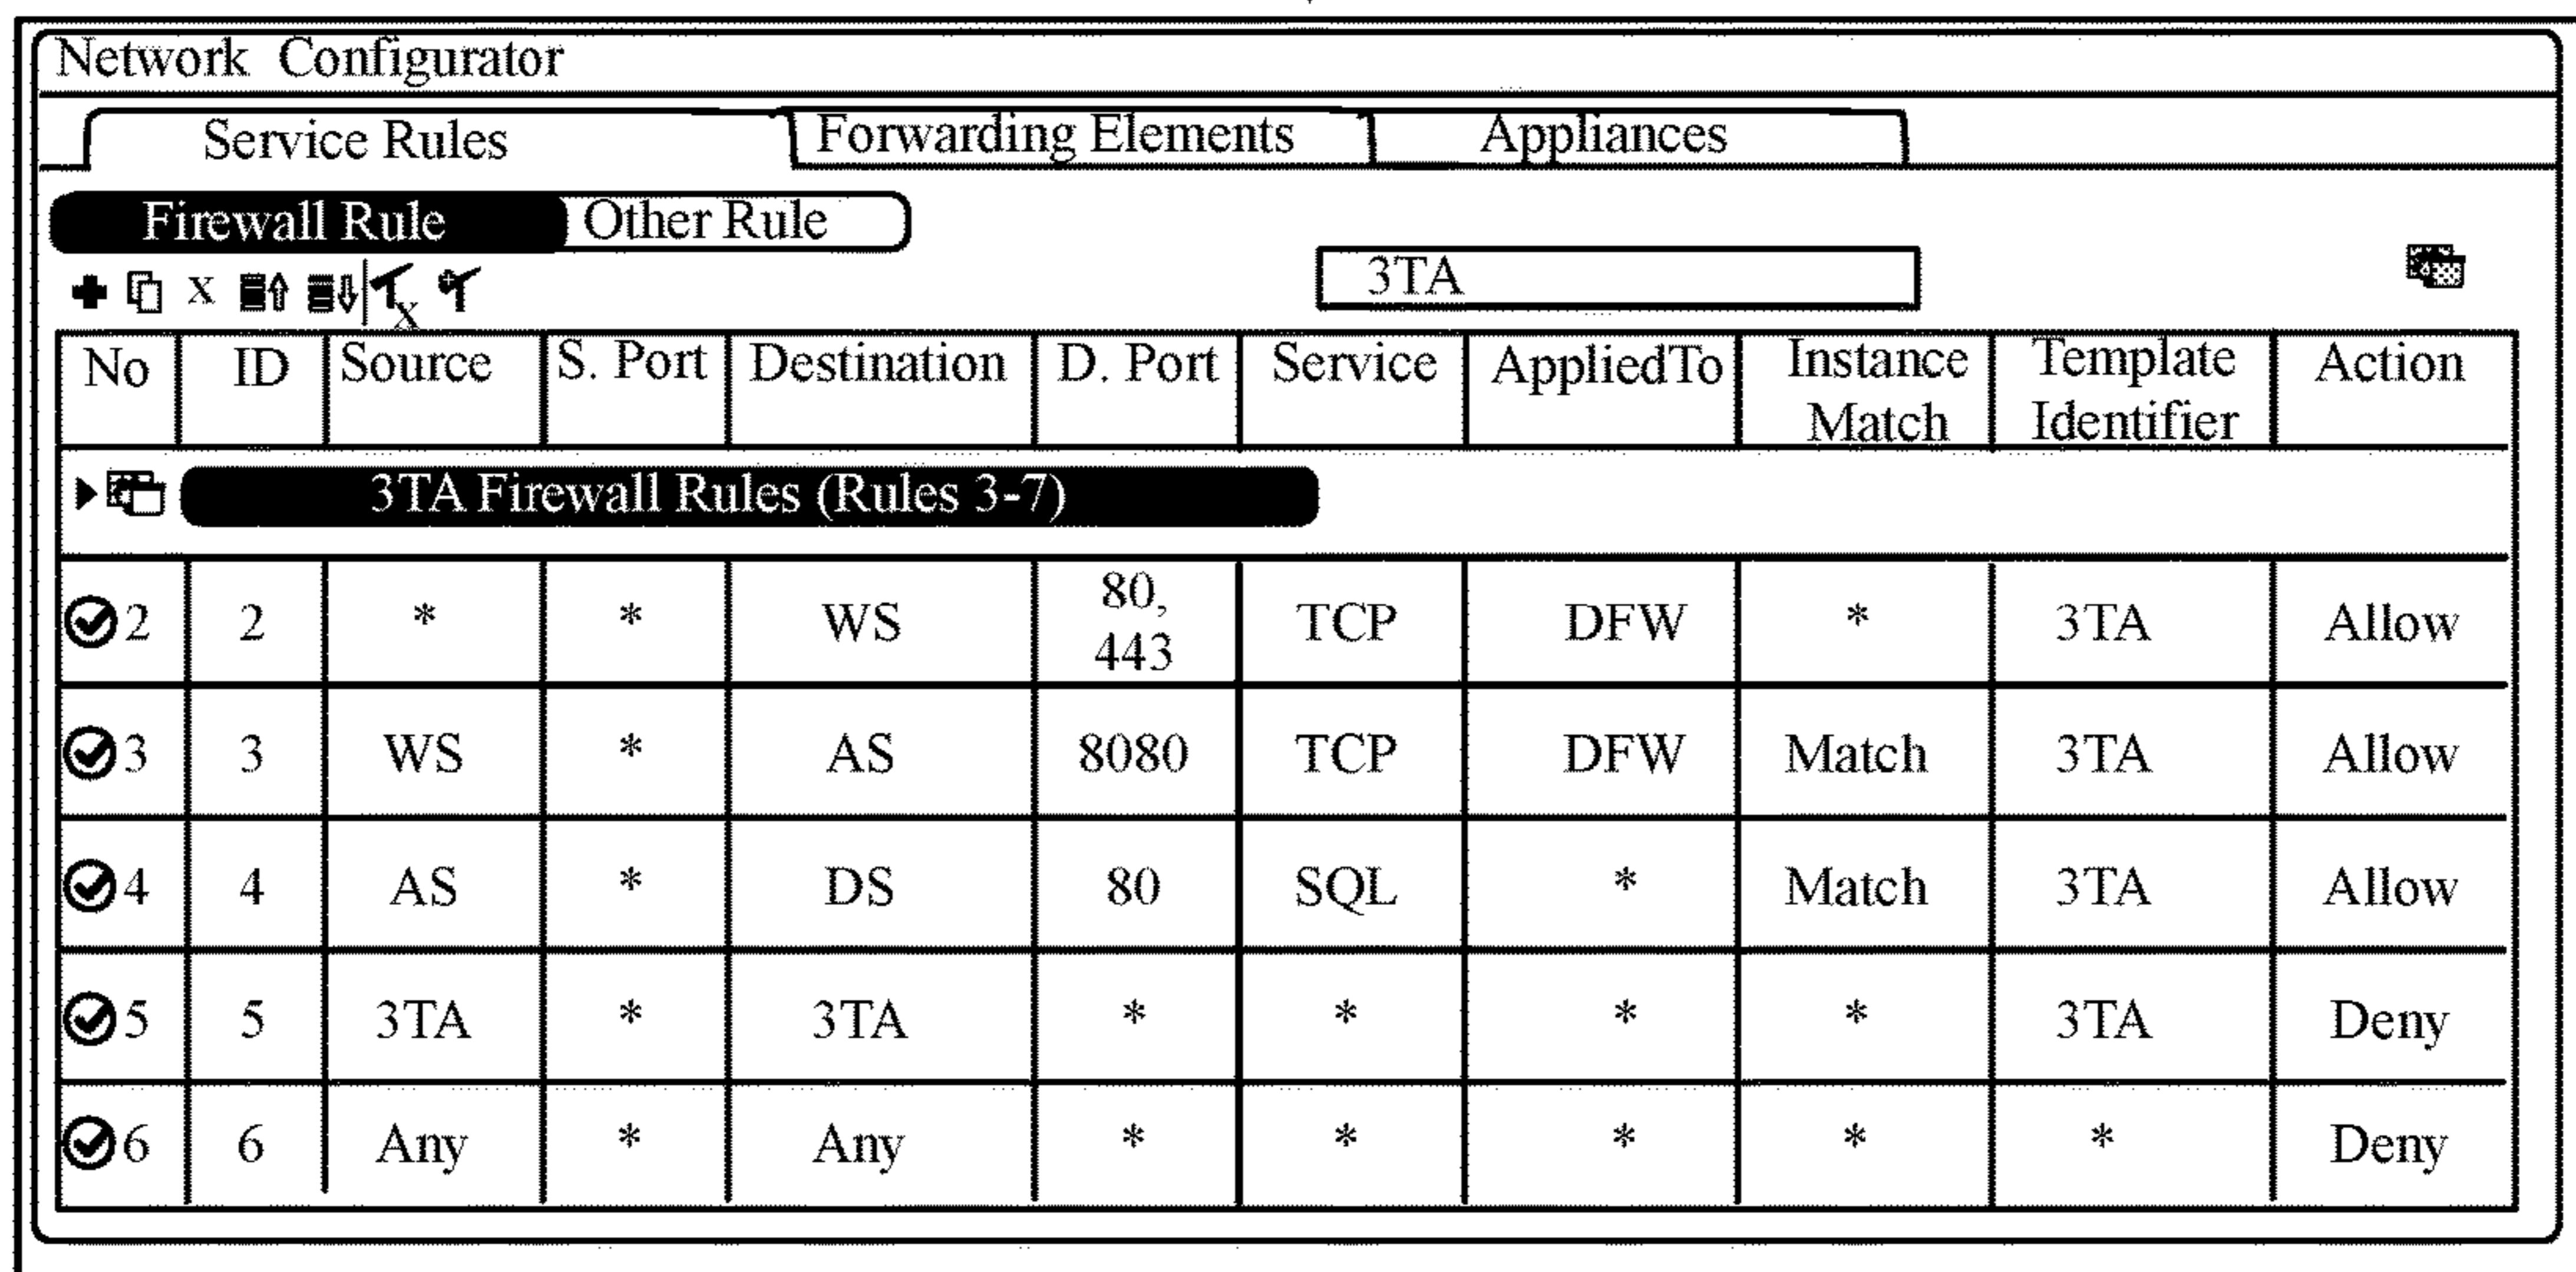 Network Configurator
Service Rules Forwarding Elements Appliances
Firewall Rule Other Rule
X X 3TA
No ID Source S. Port Destination D. Port Service AppliedTo Instance Match Template Identifier Action
3TA Firewall Rules (Rules 3-7)
2 2 * * WS 80, 443 TCP DFW * 3TA Allow
3 3 WS * AS 8080 TCP DFW Match 3TA Allow
4 4 AS * DS 80 SQL * Match 3TA Allow
5 5 3TA * 3TA * * * * 3TA Deny
6 6 Any * Any * * * * * Deny